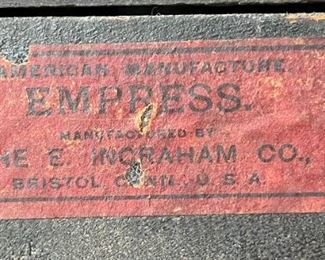 AMERICAN MANUFACTURE.
EMPRESS.
MANUFACTURED BY
HE E. INGRAHAM CO.,
BRISTOL, CONN., U.S.A.